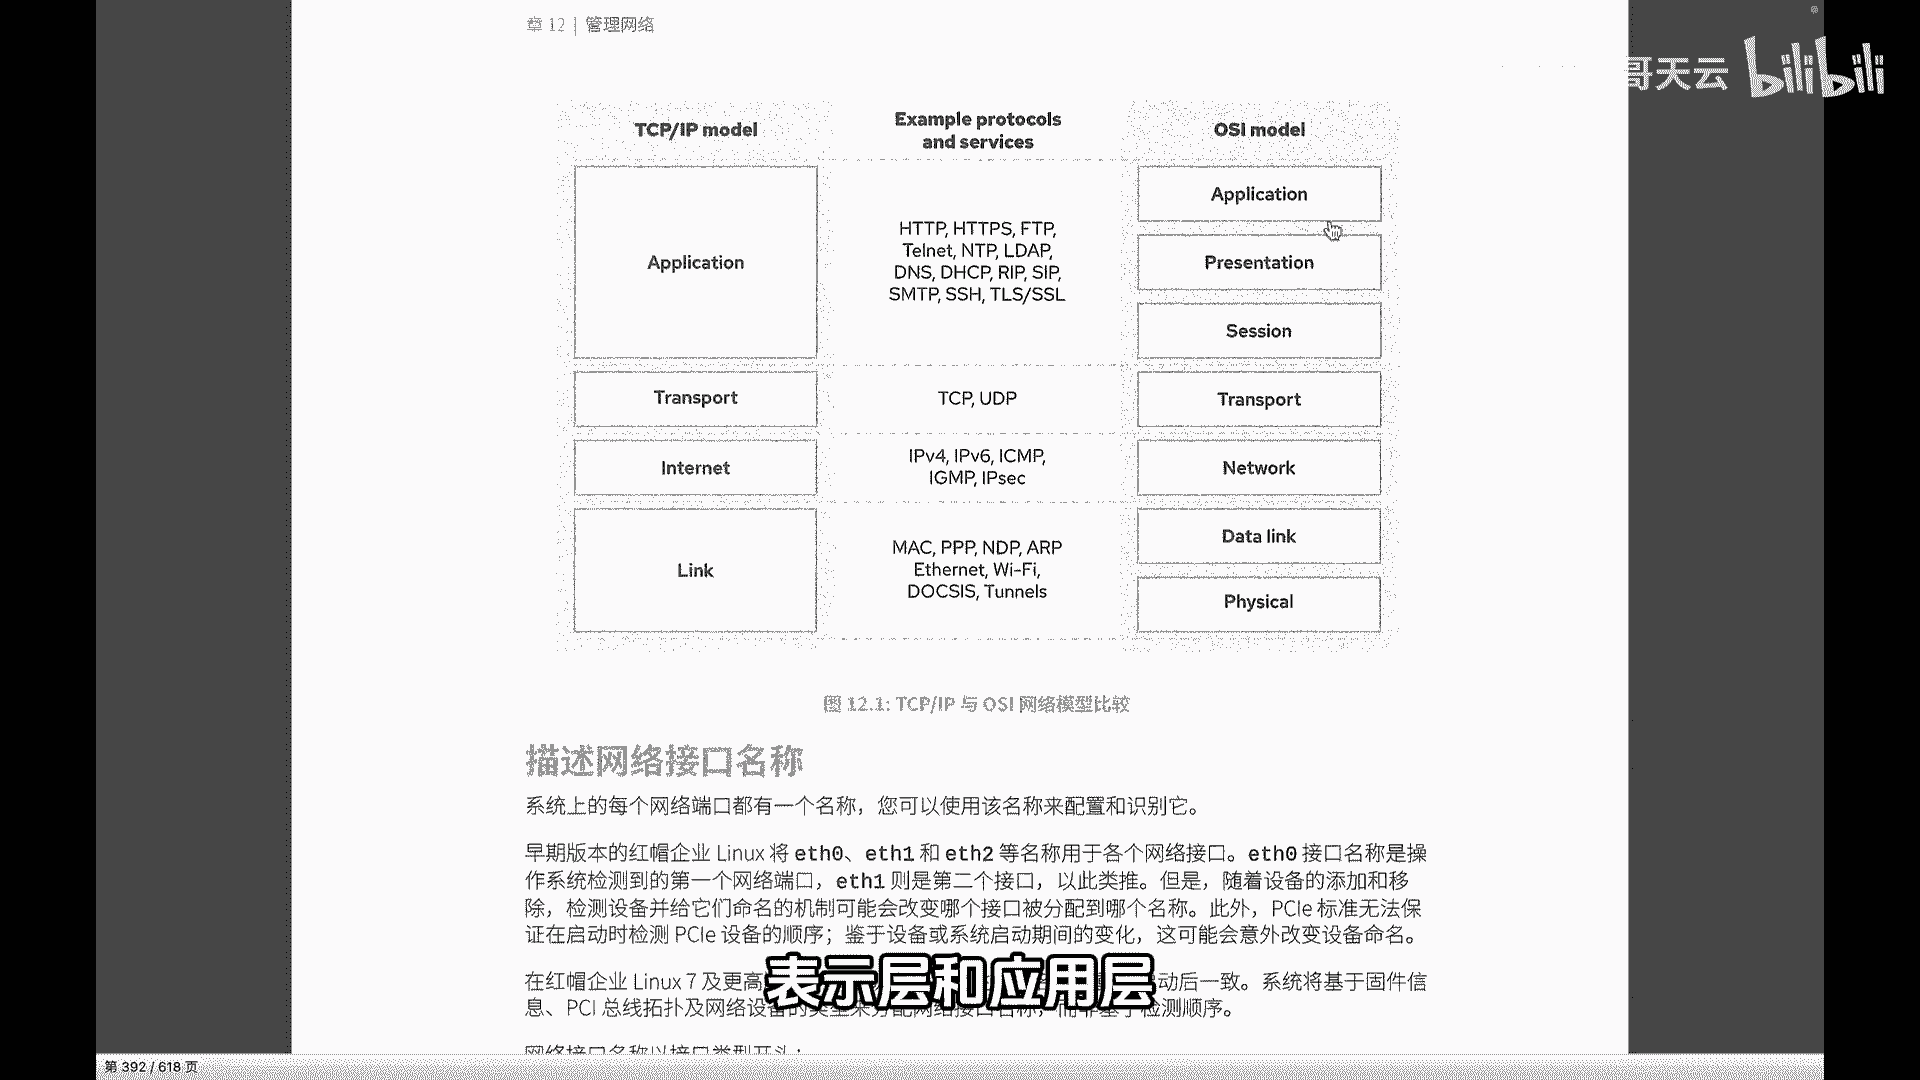 章 12 | 管理网络
哥天云 bilibili
TCP/IP model
Example protocols
and services
OSI model
Application
HTTP, HTTPS, FTP,
Telnet, NTP, LDAP,
DNS, DHCP, RIP, SIP,
SMTP, SSH, TLS/SSL
Application
Presentation
Session
Transport
TCP, UDP
Transport
Internet
IPv4, IPv6, ICMP,
IGMP, IPsec
Network
Link
MAC, PPP, NDP, ARP
Ethernet, Wi-Fi,
DOCSIS, Tunnels
Data link
Physical
图 12.1: TCP/IP 与 OSI 网络模型比较
描述网络接口名称
系统上的每个网络端口都有一个名称，您可以使用该名称来配置和识别它。
早期版本的红帽企业 Linux 将 eth0、eth1 和 eth2 等名称用于各个网络接口。eth0 接口名称是操
作系统检测到的第一个网络端口，eth1 则是第二个接口，以此类推。但是，随着设备的添加和移
除，检测设备并给它们命名的机制可能会改变哪个接口被分配到哪个名称。此外，PCIe 标准无法保
证在启动时检测 PCIe 设备的顺序；鉴于设备或系统启动期间的变化，这可能会意外改变设备命名。
在红帽企业 Linux 7 及更高 动后一致。系统将基于固件信
息、PCI 总线拓扑及网络设备的类型来分配网络接口名称，而非基于检测顺序。
表示层和应用层
网络接口名称以接口类型开头：
第 392 / 618 页